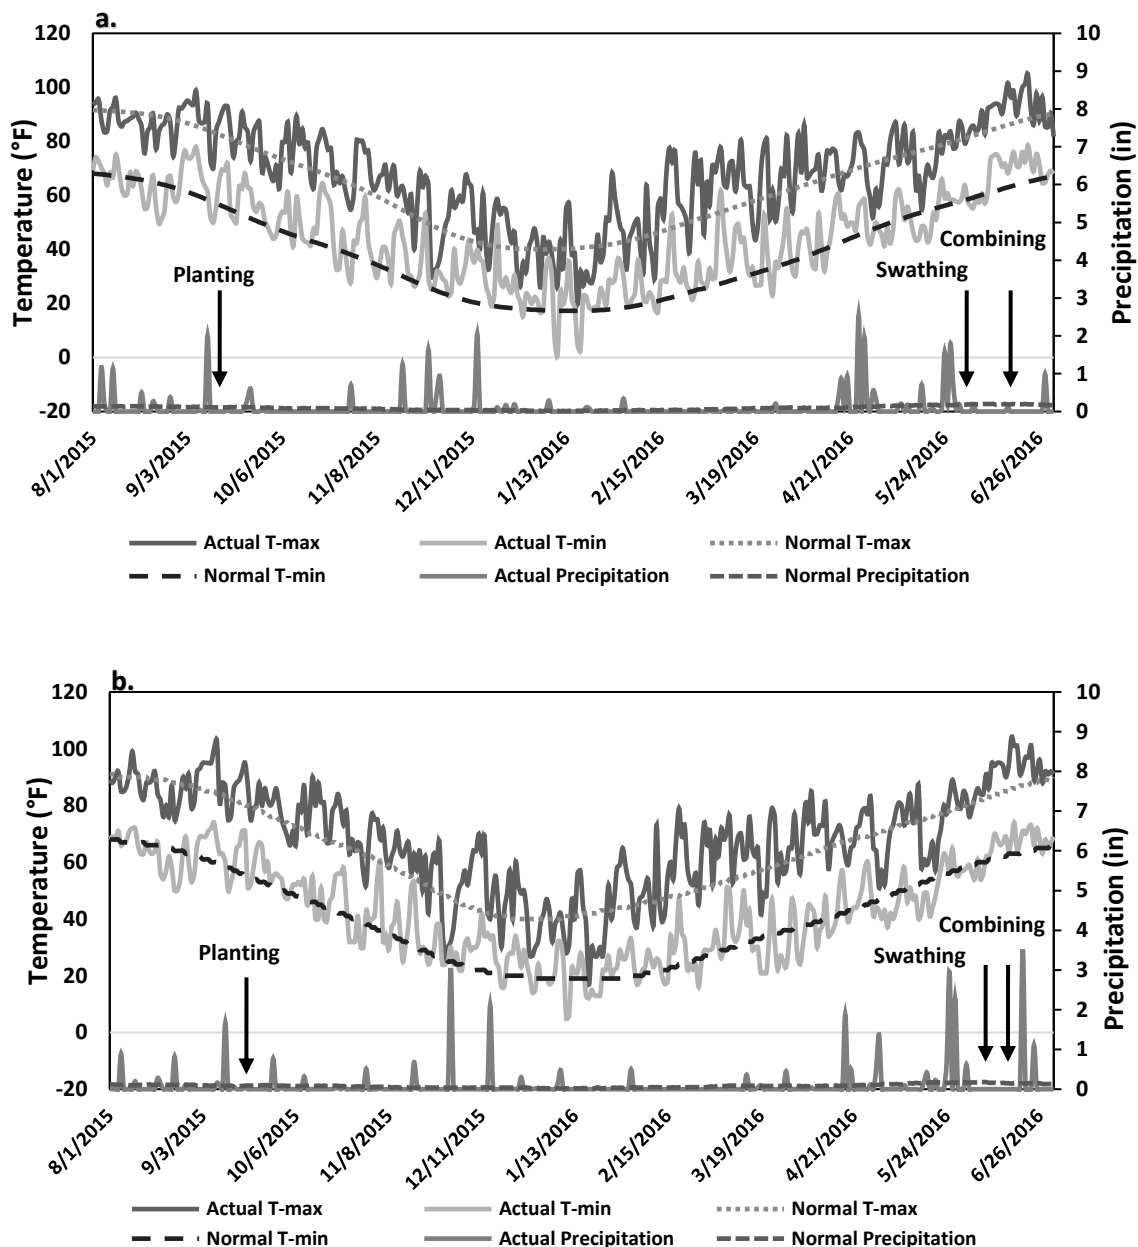 a.
120
100
80
60
40
20
0
-20
Temperature (°F)
10
9
8
7
6
5
4
3
2
1
0
Precipitation (in)
Planting
Swathing
Combining
8/1/2015
9/3/2015
10/6/2015
11/8/2015
12/11/2015
1/13/2016
2/15/2016
3/19/2016
4/21/2016
5/24/2016
6/26/2016
Actual T-max
Actual T-min
Normal T-max
Normal T-min
Actual Precipitation
Normal Precipitation
b.
120
100
80
60
40
20
0
-20
Temperature (°F)
10
9
8
7
6
5
4
3
2
1
0
Precipitation (in)
Planting
Swathing
Combining
8/1/2015
9/3/2015
10/6/2015
11/8/2015
12/11/2015
1/13/2016
2/15/2016
3/19/2016
4/21/2016
5/24/2016
6/26/2016
Actual T-max
Actual T-min
Normal T-max
Normal T-min
Actual Precipitation
Normal Precipitation